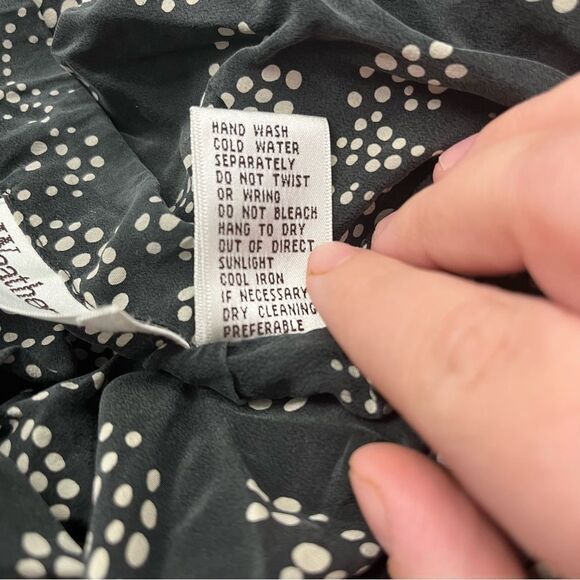 HAND WASH
COLD WATER
SEPARATELY
DO NOT TWIST
OR WRING
DO NOT BLEACH
HANG TO DRY
OUT OF DIRECT
SUNLIGHT
COOL IRON
IF NECESSARY
DRY CLEANING
PREFERABLE
Weather